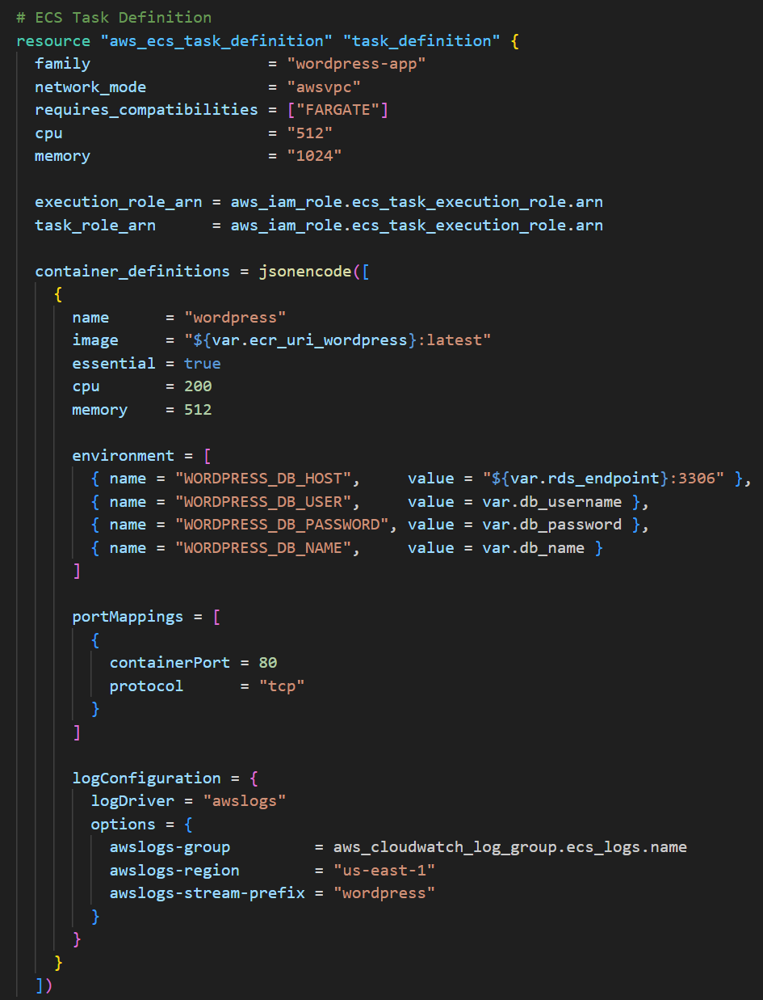 # ECS Task Definition
resource "aws_ecs_task_definition" "task_definition" {
  family                   = "wordpress-app"
  network_mode             = "awsvpc"
  requires_compatibilities = ["FARGATE"]
  cpu                      = "512"
  memory                   = "1024"

  execution_role_arn = aws_iam_role.ecs_task_execution_role.arn
  task_role_arn      = aws_iam_role.ecs_task_execution_role.arn

  container_definitions = jsonencode([
    {
      name      = "wordpress"
      image     = "${var.ecr_uri_wordpress}:latest"
      essential = true
      cpu       = 200
      memory    = 512

      environment = [
        { name = "WORDPRESS_DB_HOST",     value = "${var.rds_endpoint}:3306" },
        { name = "WORDPRESS_DB_USER",     value = var.db_username },
        { name = "WORDPRESS_DB_PASSWORD", value = var.db_password },
        { name = "WORDPRESS_DB_NAME",     value = var.db_name }
      ]

      portMappings = [
        {
          containerPort = 80
          protocol      = "tcp"
        }
      ]

      logConfiguration = {
        logDriver = "awslogs"
        options = {
          awslogs-group         = aws_cloudwatch_log_group.ecs_logs.name
          awslogs-region        = "us-east-1"
          awslogs-stream-prefix = "wordpress"
        }
      }
    }
  ])